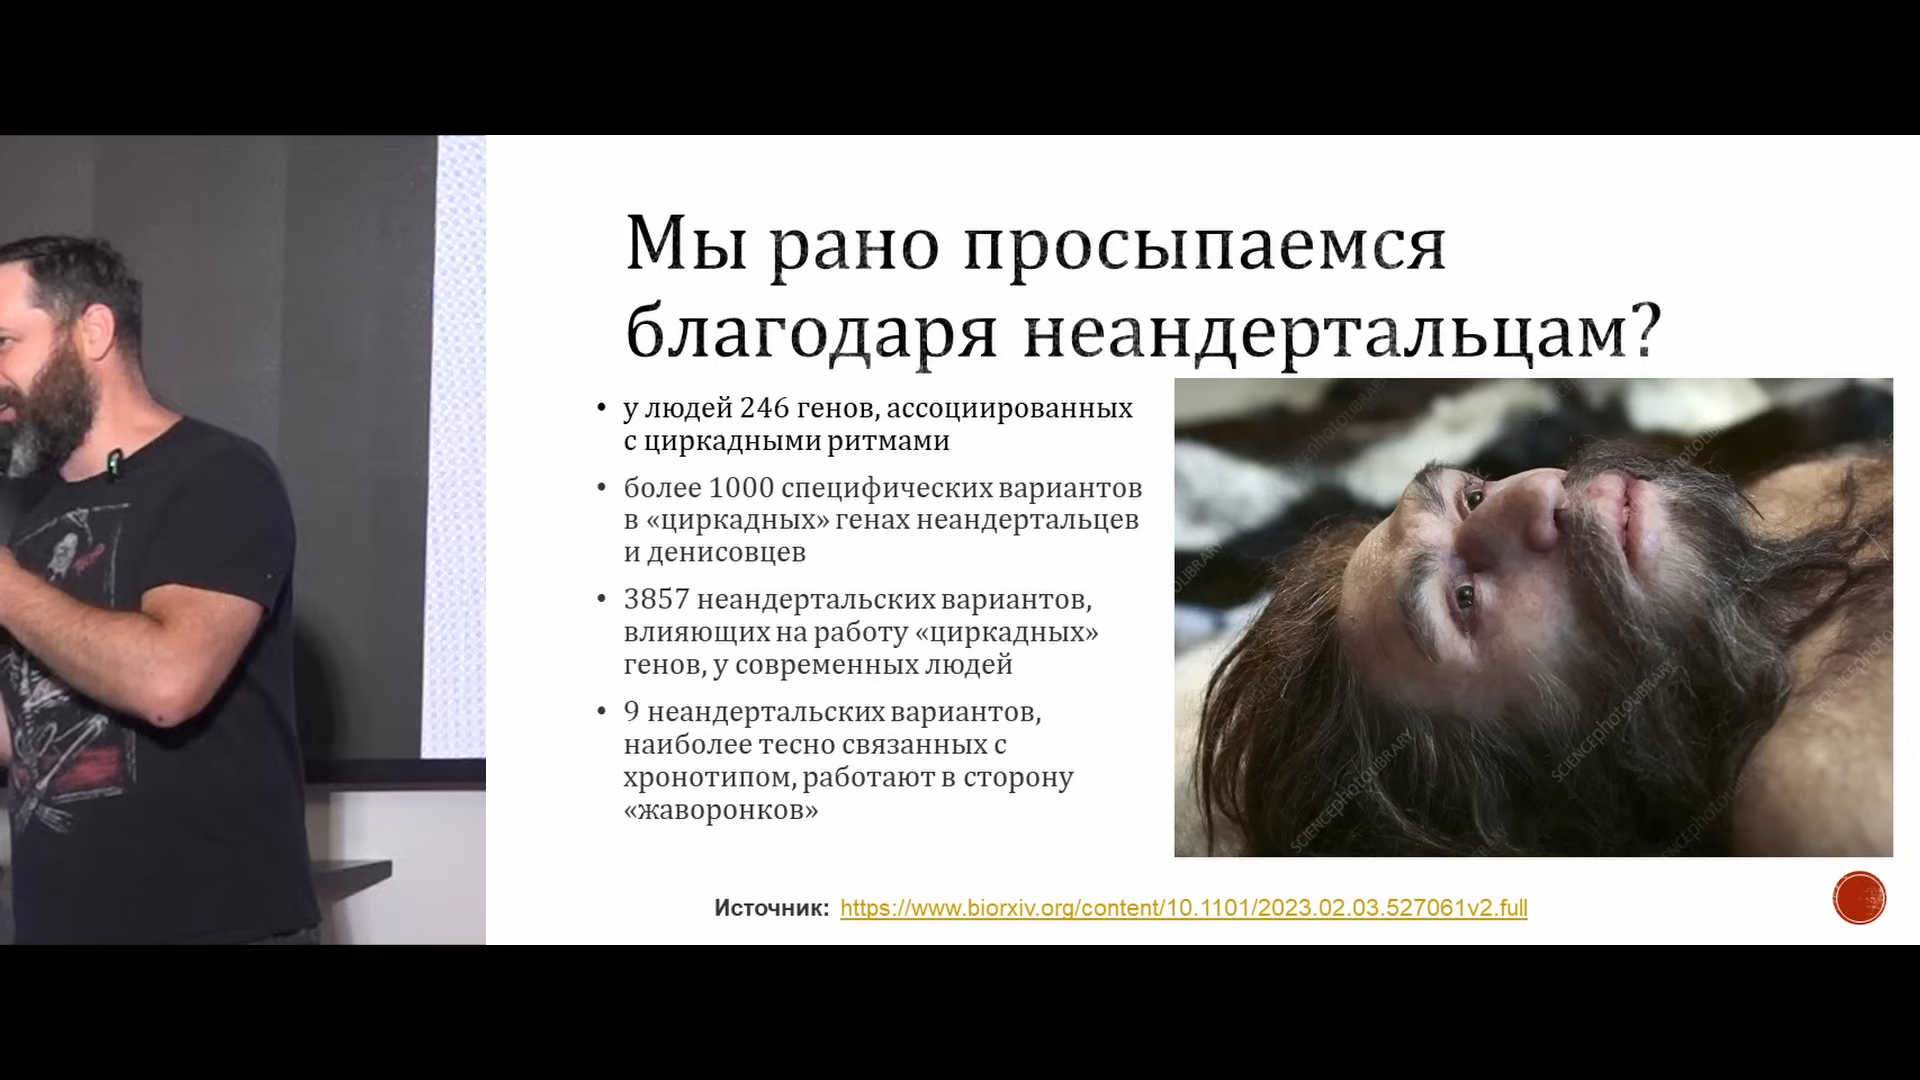 Мы рано просыпаемся
благодаря неандертальцам?
• у людей 246 генов, ассоциированных
с циркадными ритмами
• более 1000 специфических вариантов
в «циркадных» генах неандертальцев
и денисовцев
• 3857 неандертальских вариантов,
влияющих на работу «циркадных»
генов, у современных людей
• 9 неандертальских вариантов,
наиболее тесно связанных с
хронотипом, работают в сторону
«жаворонков»
SCIENCEphotoLIBRARY
SCIENCEphotoLIBRARY
Источник: https://www.biorxiv.org/content/10.1101/2023.02.03.527061v2.full